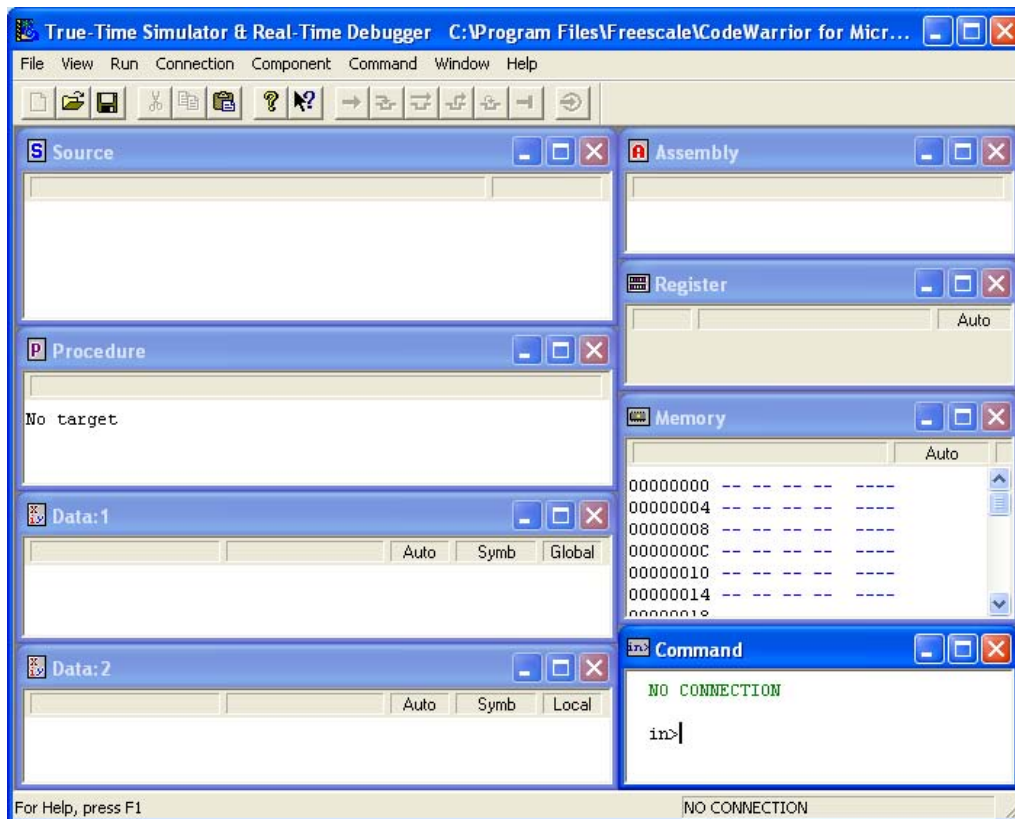 True-Time Simulator & Real-Time Debugger C:\Program Files\Freescale\CodeWarrior for Micr...
File View Run Connection Component Command Window Help
S Source
A Assembly
Register
Auto
P Procedure
No target
Memory
Auto
00000000 -- -- -- -- ----
00000004 -- -- -- -- ----
00000008 -- -- -- -- ----
0000000C -- -- -- -- ----
00000010 -- -- -- -- ----
00000014 -- -- -- -- ----
Data:1
Auto Symb Global
Data:2
Auto Symb Local
in> Command
NO CONNECTION
in>
For Help, press F1
NO CONNECTION